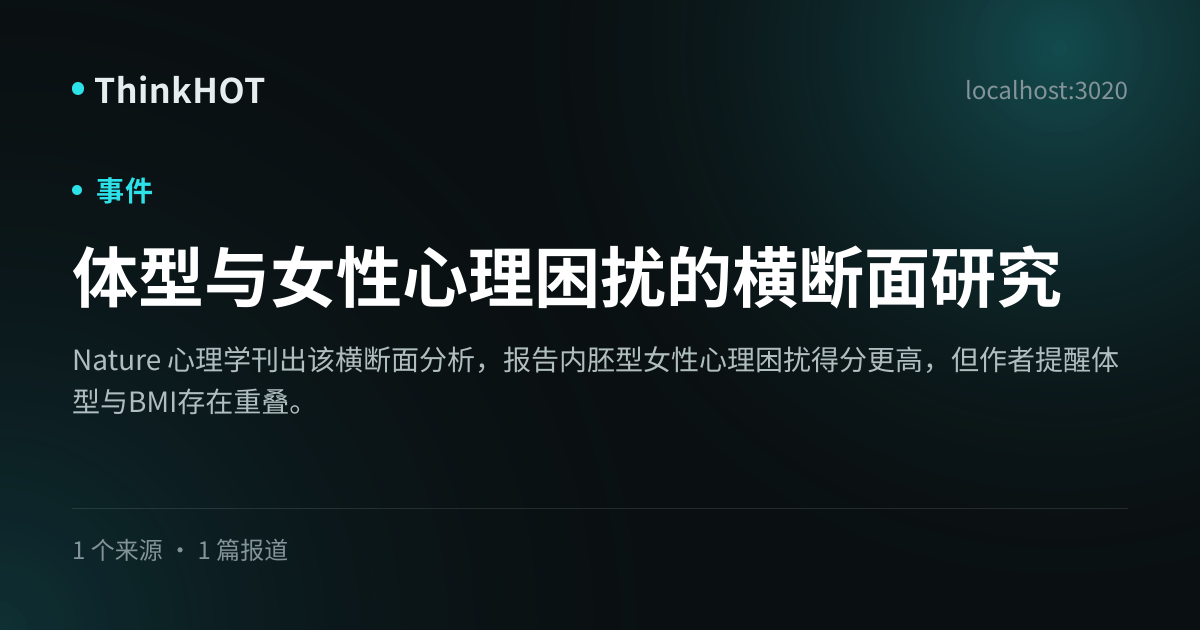 ThinkHOT
localhost:3020
事件
体型与女性心理困扰的横断面研究
Nature 心理学刊出该横断面分析，报告内胚型女性心理困扰得分更高，但作者提醒体
型与BMI存在重叠。
1 个来源 · 1 篇报道